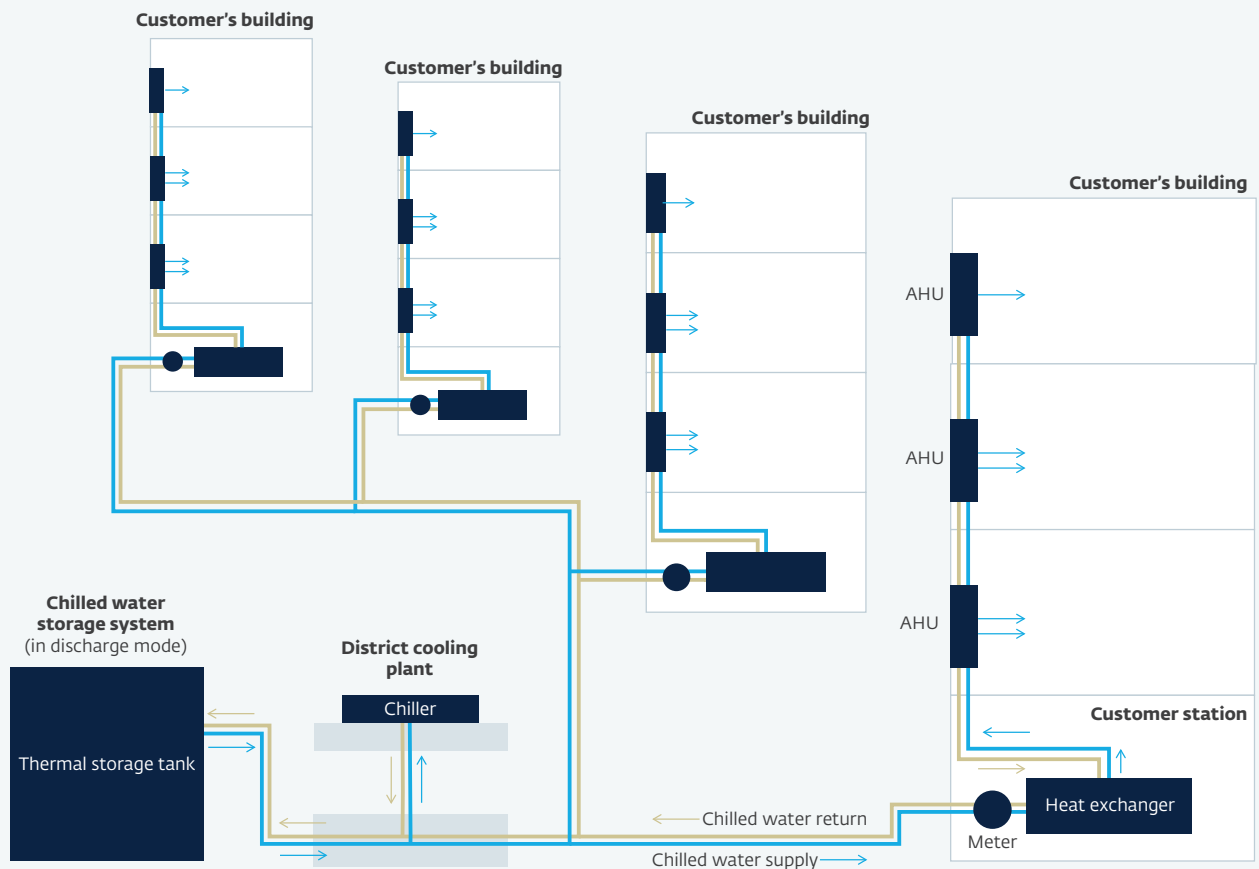 Customer's building
Customer's building
Customer's building
Customer's building
AHU
AHU
AHU
Chilled water
storage system
(in discharge mode)
Thermal storage tank
District cooling
plant
Chiller
Customer station
Heat exchanger
Meter
Chilled water return
Chilled water supply